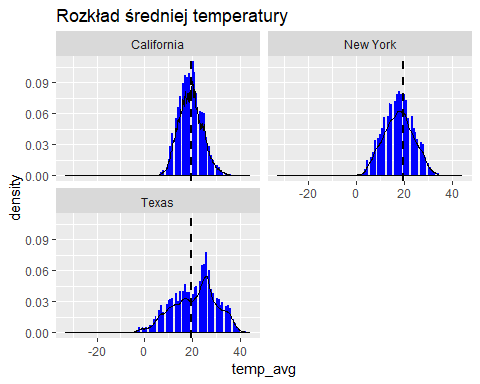 Rozkład średniej temperatury
California
New York
0.09
0.06
0.03
0.00
-20 0 20 40
Texas
0.09
0.06
0.03
0.00
-20 0 20 40
density
temp_avg